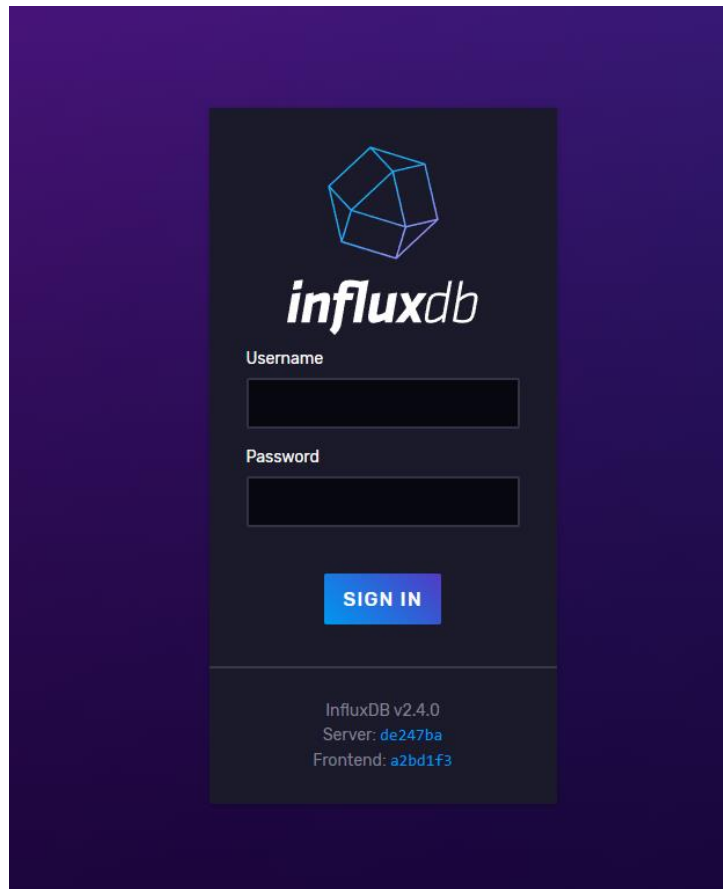 influxdb
Username
Password
SIGN IN
InfluxDB v2.4.0
Server: de247ba
Frontend: a2bd1f3